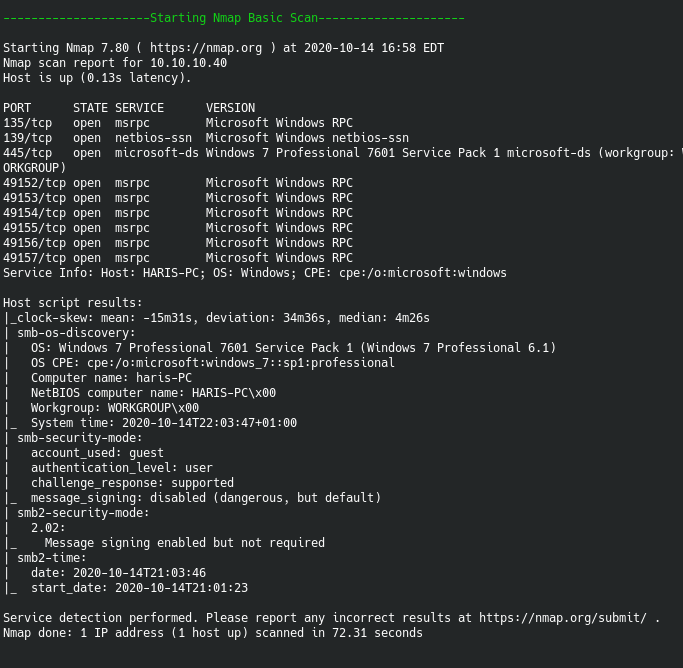 ---------------------Starting Nmap Basic Scan---------------------
Starting Nmap 7.80 ( https://nmap.org ) at 2020-10-14 16:58 EDT
Nmap scan report for 10.10.10.40
Host is up (0.13s latency).
PORT      STATE SERVICE      VERSION
135/tcp   open  msrpc        Microsoft Windows RPC
139/tcp   open  netbios-ssn  Microsoft Windows netbios-ssn
445/tcp   open  microsoft-ds Windows 7 Professional 7601 Service Pack 1 microsoft-ds (workgroup: W
ORKGROUP)
49152/tcp open  msrpc        Microsoft Windows RPC
49153/tcp open  msrpc        Microsoft Windows RPC
49154/tcp open  msrpc        Microsoft Windows RPC
49155/tcp open  msrpc        Microsoft Windows RPC
49156/tcp open  msrpc        Microsoft Windows RPC
49157/tcp open  msrpc        Microsoft Windows RPC
Service Info: Host: HARIS-PC; OS: Windows; CPE: cpe:/o:microsoft:windows
Host script results:
|_clock-skew: mean: -15m31s, deviation: 34m36s, median: 4m26s
| smb-os-discovery:
|   OS: Windows 7 Professional 7601 Service Pack 1 (Windows 7 Professional 6.1)
|   OS CPE: cpe:/o:microsoft:windows_7::sp1:professional
|   Computer name: haris-PC
|   NetBIOS computer name: HARIS-PC\x00
|   Workgroup: WORKGROUP\x00
|_  System time: 2020-10-14T22:03:47+01:00
| smb-security-mode:
|   account_used: guest
|   authentication_level: user
|   challenge_response: supported
|_  message_signing: disabled (dangerous, but default)
| smb2-security-mode:
|   2.02:
|_    Message signing enabled but not required
| smb2-time:
|   date: 2020-10-14T21:03:46
|_  start_date: 2020-10-14T21:01:23
Service detection performed. Please report any incorrect results at https://nmap.org/submit/ .
Nmap done: 1 IP address (1 host up) scanned in 72.31 seconds